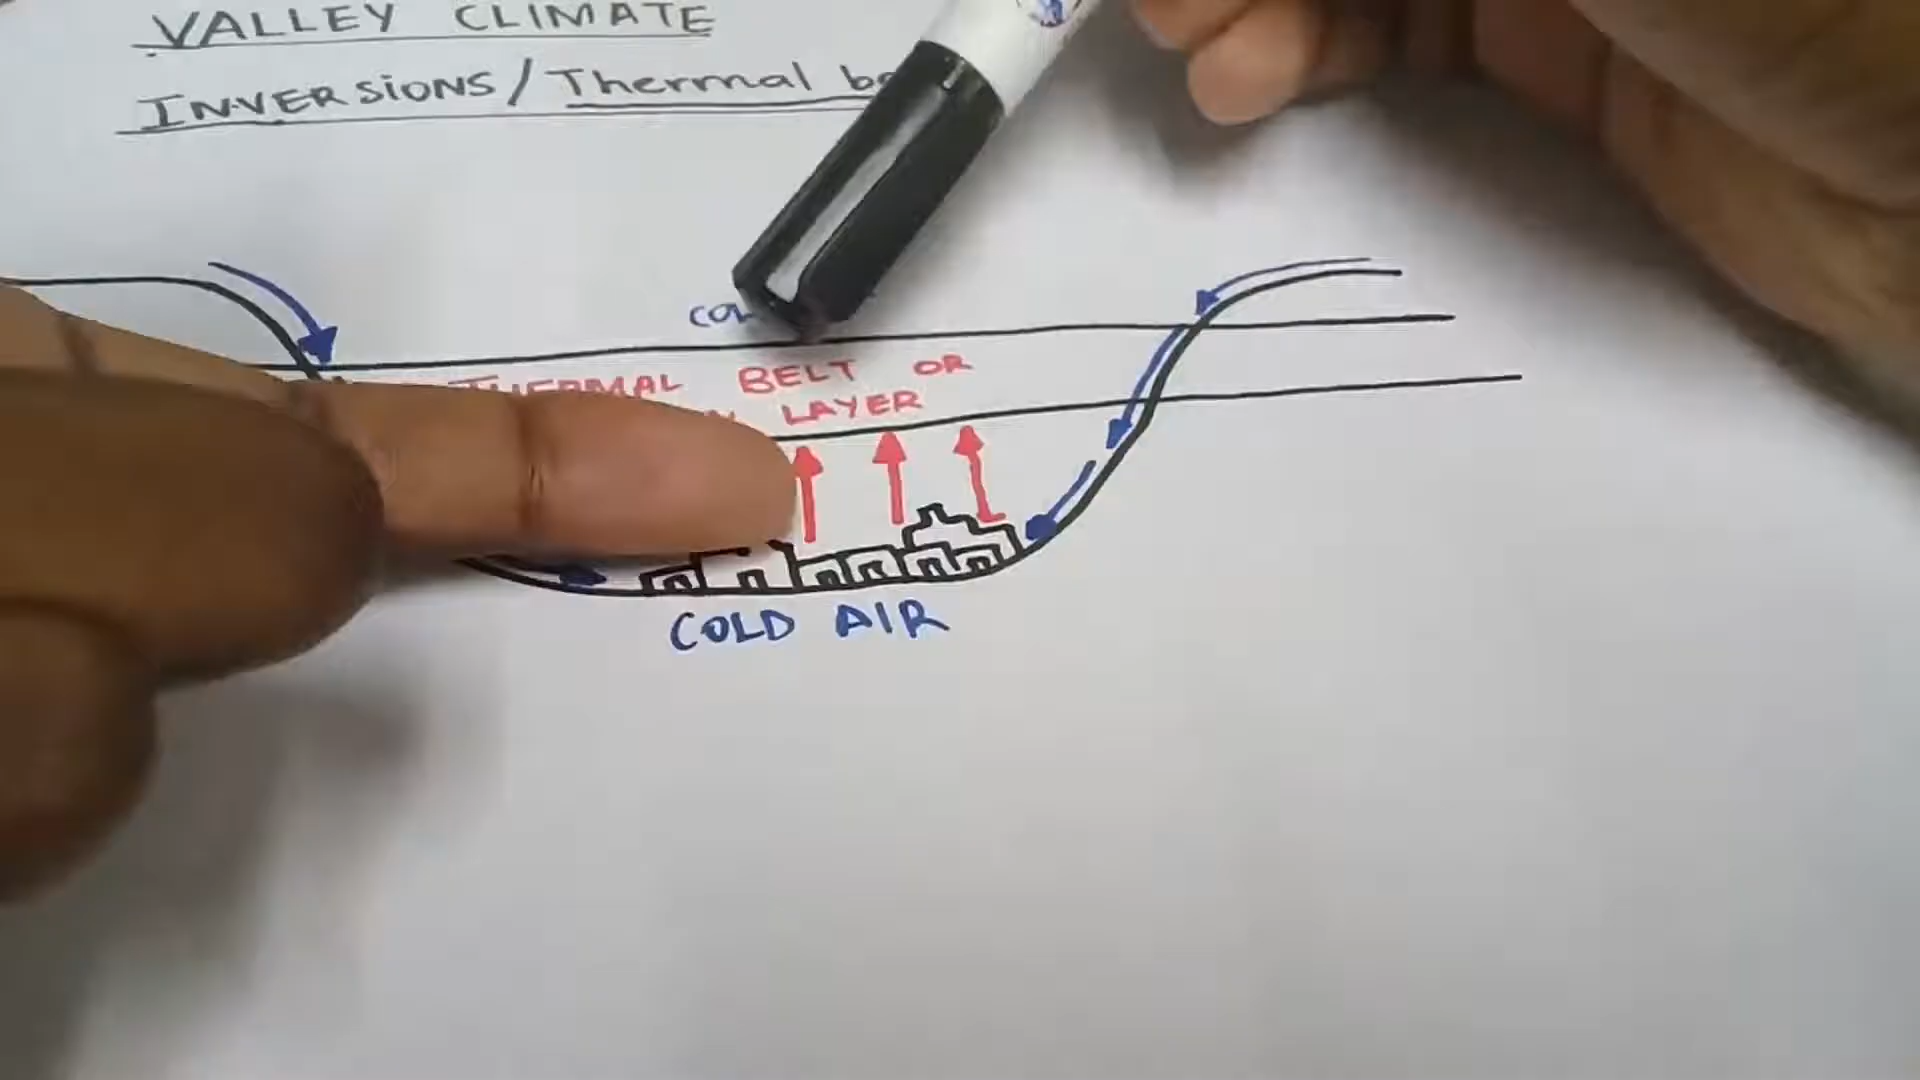 VALLEY CLIMATE
INVERSIONS/Thermal
THERMAL BELT OR
LAYER
COLD AIR